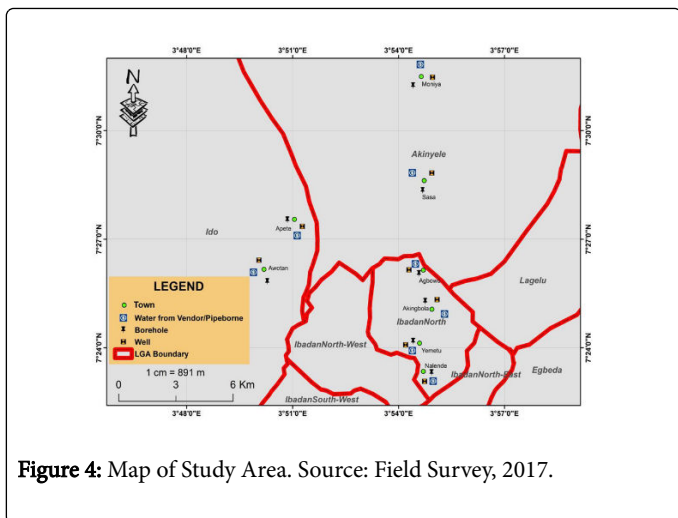 3°48'0"E 3°51'0"E 3°54'0"E 3°57'0"E
N
Moniya
7°30'0"N 7°30'0"N
Akinyele
Sasa
Ido
Apete
7°27'0"N 7°27'0"N
Awotan
Lagelu
Agbowo
Akingbola
IbadanNorth
IbadanNorth-West
Yemetu
7°24'0"N 7°24'0"N
Nalende
IbadanNorth-East
Egbeda
IbadanSouth-West
LEGEND
Town
Water from Vendor/Pipeborne
Borehole
Well
LGA Boundary
1 cm = 891 m
0 3 6 Km
3°48'0"E 3°51'0"E 3°54'0"E 3°57'0"E
Figure 4: Map of Study Area. Source: Field Survey, 2017.